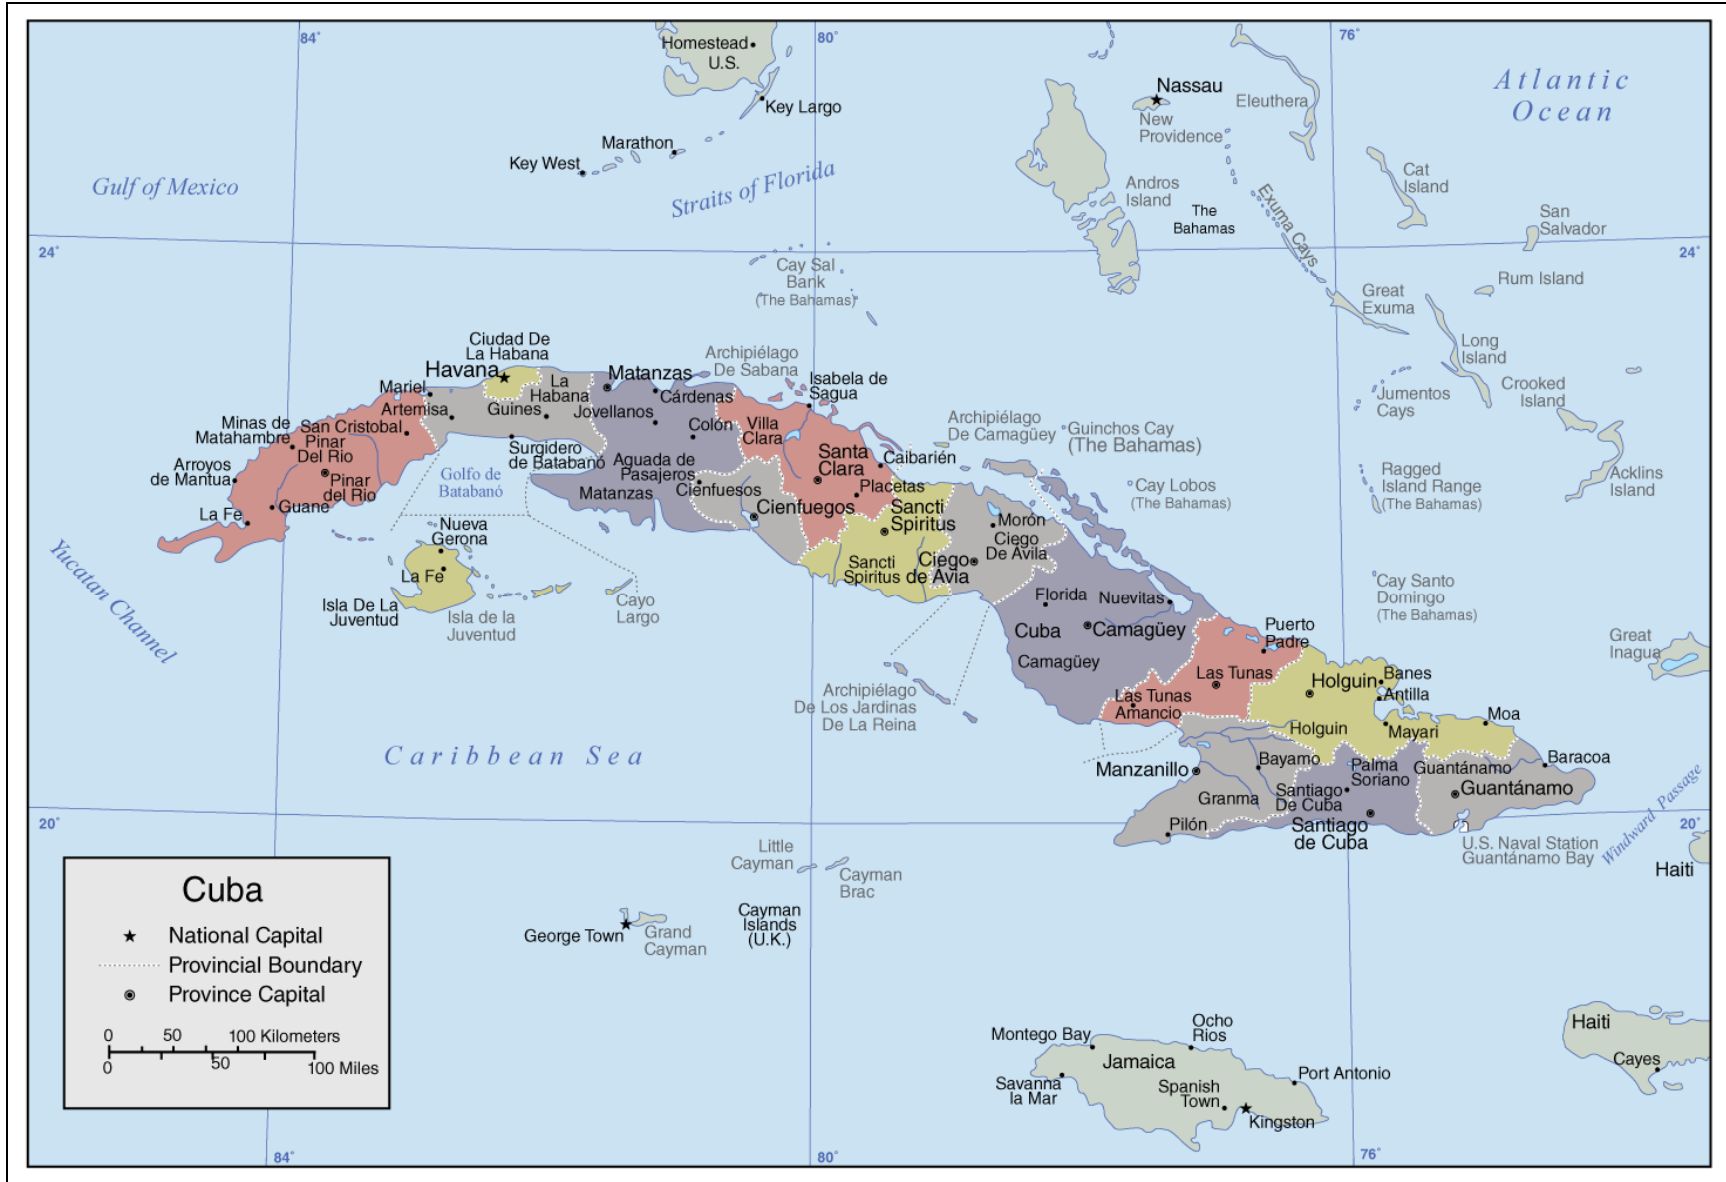 84°
80°
76°
Homestead
U.S.
Key Largo
Marathon
Key West
Gulf of Mexico
Straits of Florida
Nassau
New
Providence
Eleuthera
Atlantic
Ocean
Andros
Island
The
Bahamas
Exuma Cays
Cat
Island
San
Salvador
24°
24°
Cay Sal
Bank
(The Bahamas)
Great
Exuma
Rum Island
Long
Island
Crooked
Island
Jumentos
Cays
Acklins
Island
Ragged
Island Range
(The Bahamas)
Ciudad De
La Habana
Havana
Mariel
La
Habana
Artemisa
Guines
Matanzas
Cárdenas
Jovellanos
Colón
Archipiélago
De Sabana
Isabela de
Sagua
Minas de
Matahambre
San Cristobal
Pinar
Del Rio
Pinar
del Rio
Arroyos
de Mantua
La Fe
Guane
Surgidero
de Batabanó
Golfo de
Batabanó
Aguada de
Pasajeros
Matanzas
Cienfuesos
Cienfuegos
Villa
Clara
Santa
Clara
Caibarién
Placetas
Archipiélago
De Camagüey
Guinchos Cay
(The Bahamas)
Cay Lobos
(The Bahamas)
Sancti
Spiritus
Sancti
Spiritus
Ciego
de Avia
Morón
Ciego
De Avila
Nueva
Gerona
La Fe
Isla De La
Juventud
Isla de la
Juventud
Cayo
Largo
Yucatan Channel
Florida
Nuevitas
Cuba
Camagüey
Camagüey
Cay Santo
Domingo
(The Bahamas)
Great
Inagua
Puerto
Padre
Las Tunas
Las Tunas
Amancio
Holguin
Banes
Antilla
Holguin
Mayari
Moa
Baracoa
Archipiélago
De Los Jardinas
De La Reina
Caribbean Sea
Manzanillo
Bayamo
Granma
Pilón
Palma
Soriano
Santiago
De Cuba
Santiago
de Cuba
Guantánamo
Guantánamo
U.S. Naval Station
Guantánamo Bay
Windward Passage
20°
20°
Haiti
Little
Cayman
Cayman
Brac
Cayman
Islands
(U.K.)
George Town
Grand
Cayman
Cuba
National Capital
Provincial Boundary
Province Capital
0 50 100 Kilometers
0 50 100 Miles
Montego Bay
Ocho
Rios
Jamaica
Savanna
la Mar
Spanish
Town
Port Antonio
Kingston
Haiti
Cayes
84°
80°
76°